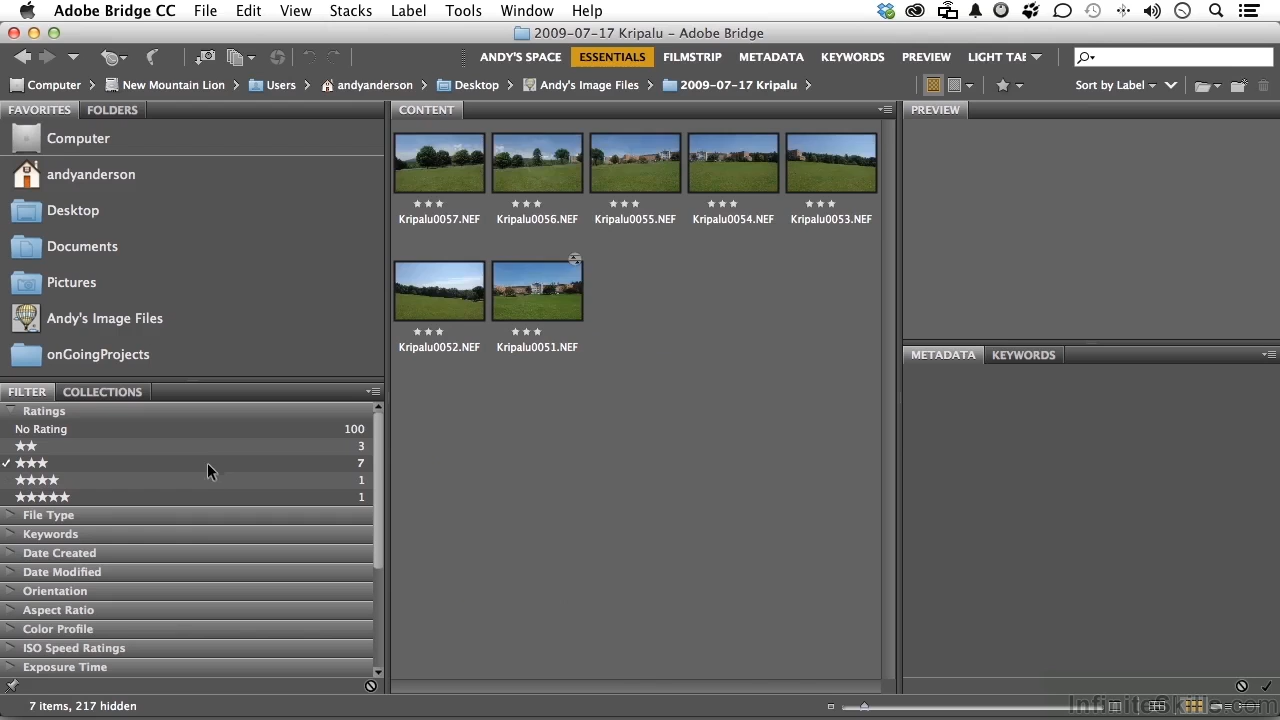 Adobe Bridge CC File Edit View Stacks Label Tools Window Help
2009-07-17 Kripalu – Adobe Bridge
ANDY'S SPACE ESSENTIALS FILMSTRIP METADATA KEYWORDS PREVIEW LIGHT TAE
Computer New Mountain Lion Users andyanderson Desktop Andy's Image Files 2009-07-17 Kripalu Sort by Label
FAVORITES FOLDERS
Computer
andyanderson
Desktop
Documents
Pictures
Andy's Image Files
onGoingProjects
FILTER COLLECTIONS
Ratings
No Rating 100
★★ 3
✓ ★★★ 7
★★★★ 1
★★★★★ 1
File Type
Keywords
Date Created
Date Modified
Orientation
Aspect Ratio
Color Profile
ISO Speed Ratings
Exposure Time
CONTENT
★★★ ★★★ ★★★ ★★★ ★★★
Kripalu0057.NEF Kripalu0056.NEF Kripalu0055.NEF Kripalu0054.NEF Kripalu0053.NEF
★★★ ★★★
Kripalu0052.NEF Kripalu0051.NEF
PREVIEW
METADATA KEYWORDS
7 items, 217 hidden
InfiniteSkills.com